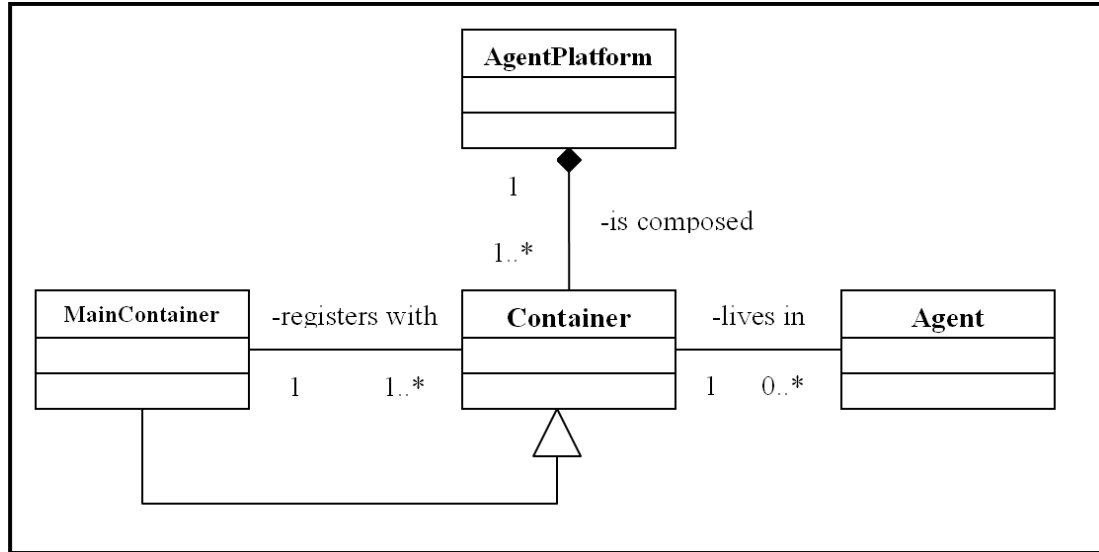 AgentPlatform
1
-is composed
1..*
MainContainer
-registers with
Container
-lives in
Agent
1
1..*
1
0..*